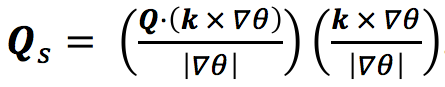 Q_s = (Q·(k × ∇θ) / |∇θ|) (k × ∇θ / |∇θ|)